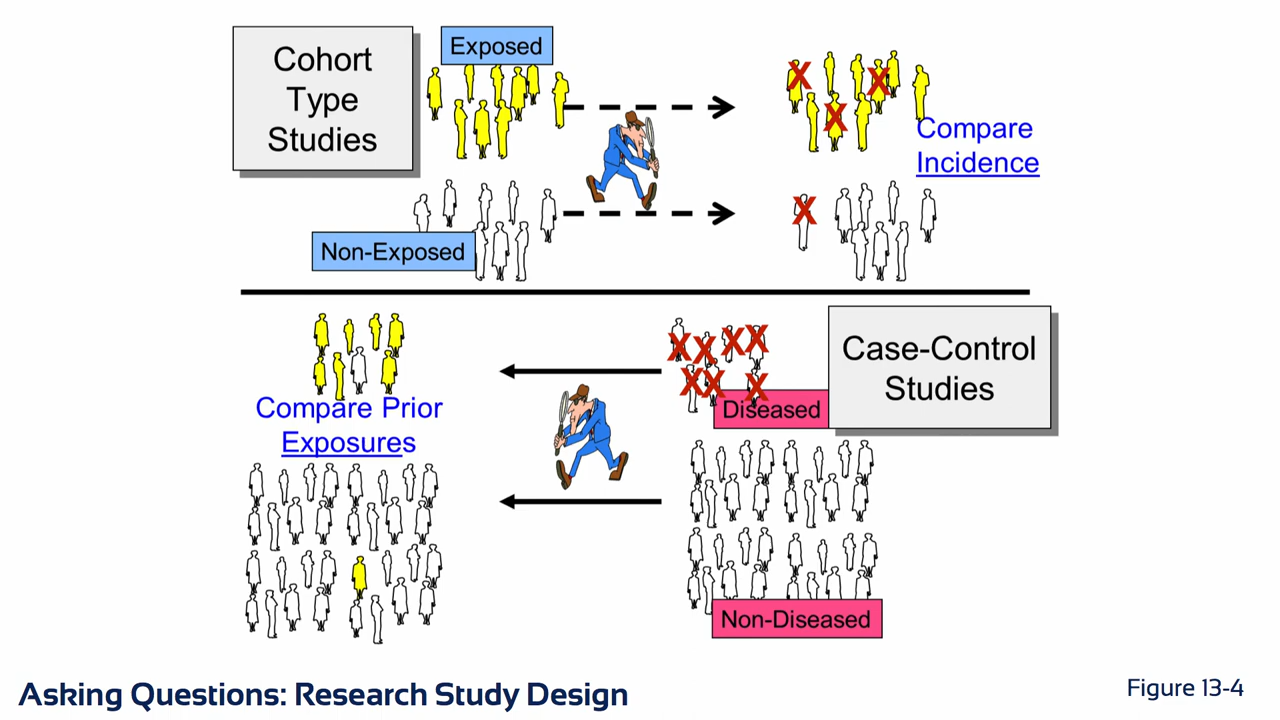 Cohort
Type
Studies
Exposed
Compare
Incidence
Non-Exposed
Case-Control
Studies
Diseased
Compare Prior
Exposures
Non-Diseased
Asking Questions: Research Study Design
Figure 13-4